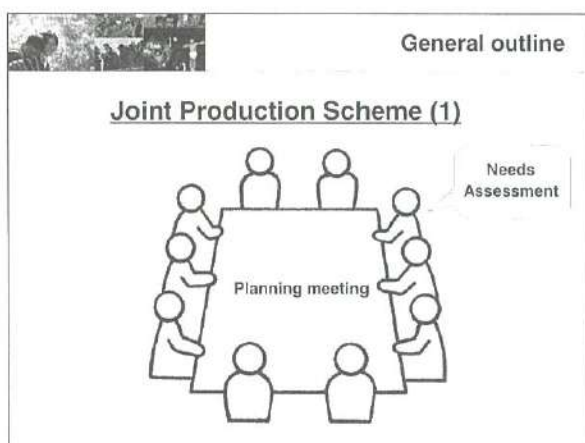 General outline
Joint Production Scheme (1)
Needs
Assessment
Planning meeting